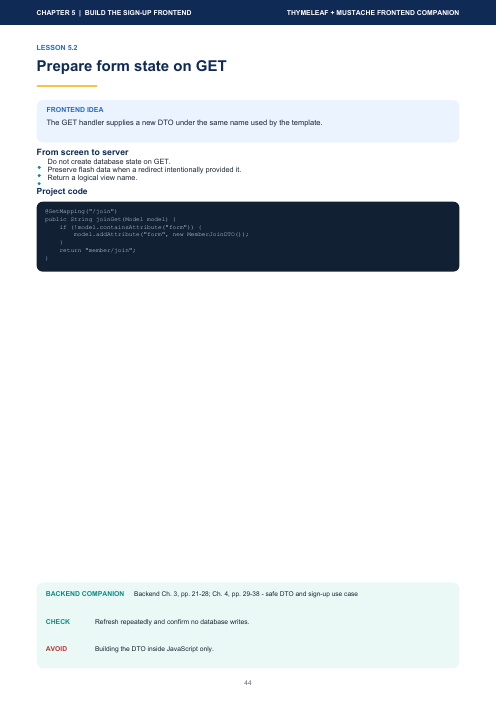 CHAPTER 5 | BUILD THE SIGN-UP FRONTEND
THYMELEAF + MUSTACHE FRONTEND COMPANION
LESSON 5.2
Prepare form state on GET
FRONTEND IDEA
The GET handler supplies a new DTO under the same name used by the template.
From screen to server
Do not create database state on GET.
Preserve flash data when a redirect intentionally provided it.
Return a logical view name.
Project code
@GetMapping("/join")
public String joinGet(Model model) {
    if (!model.containsAttribute("form")) {
        model.addAttribute("form", new MemberJoinDTO());
    }
    return "member/join";
}
BACKEND COMPANION Backend Ch. 3, pp. 21-28; Ch. 4, pp. 29-38 - safe DTO and sign-up use case
CHECK Refresh repeatedly and confirm no database writes.
AVOID Building the DTO inside JavaScript only.
44